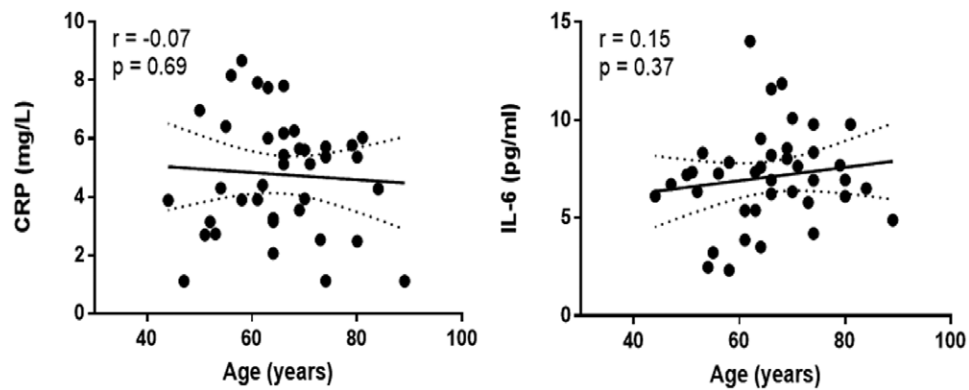 r = -0.07
p = 0.69
10
8
6
4
2
0
CRP (mg/L)
40 60 80 100
Age (years)
r = 0.15
p = 0.37
15
10
5
0
IL-6 (pg/ml)
40 60 80 100
Age (years)